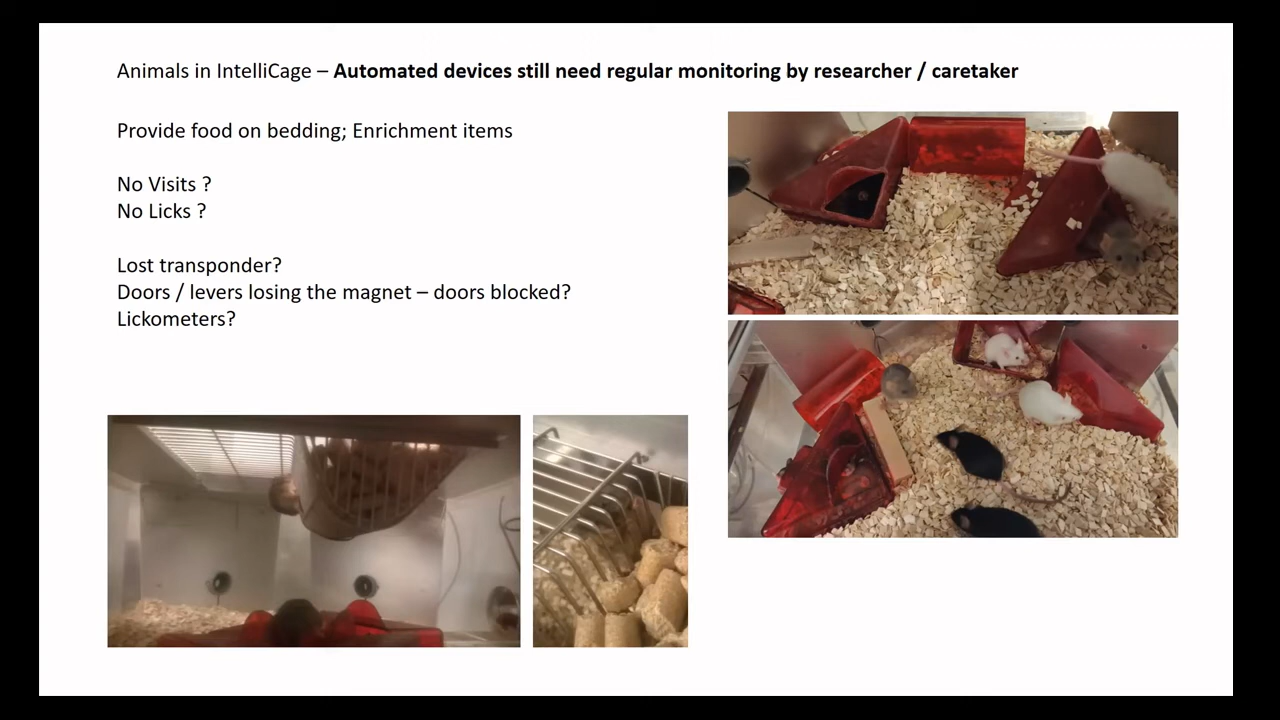 Animals in IntelliCage – Automated devices still need regular monitoring by researcher / caretaker
Provide food on bedding; Enrichment items
No Visits ?
No Licks ?
Lost transponder?
Doors / levers losing the magnet – doors blocked?
Lickometers?